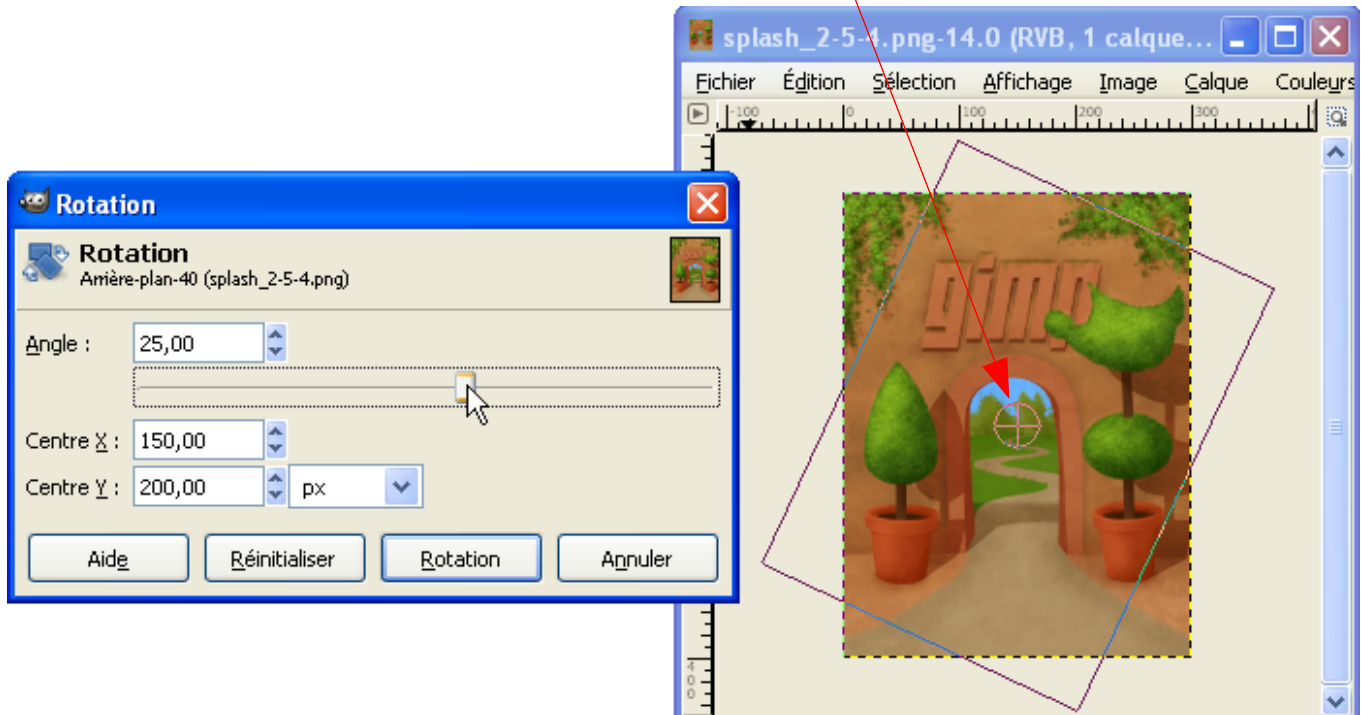 splash_2-5-4.png-14.0 (RVB, 1 calque...
Fichier Édition Sélection Affichage Image Calque Couleurs
-100 0 100 200 300
gimp
400
Rotation
Rotation
Arrière-plan-40 (splash_2-5-4.png)
Angle : 25,00
Centre X : 150,00
Centre Y : 200,00 px
Aide Réinitialiser Rotation Annuler